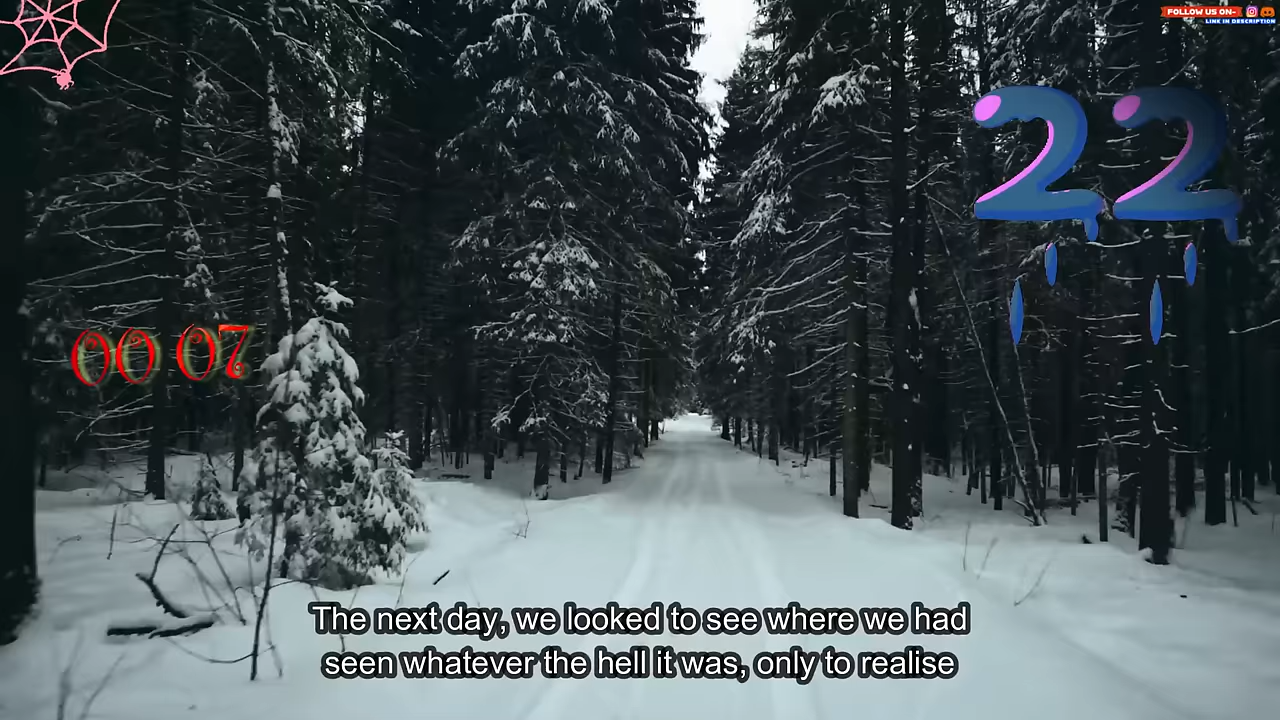 FOLLOW US ON-
LINK IN DESCRIPTION
22
00 07
The next day, we looked to see where we had
seen whatever the hell it was, only to realise